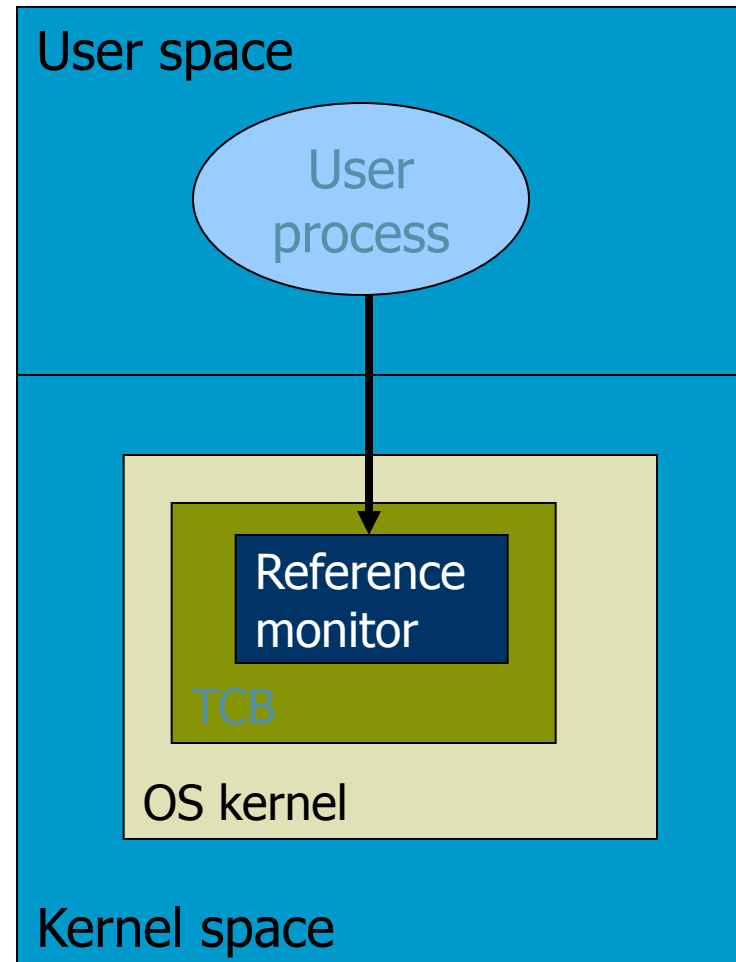 User space
User
process
Reference
monitor
TCB
OS kernel
Kernel space